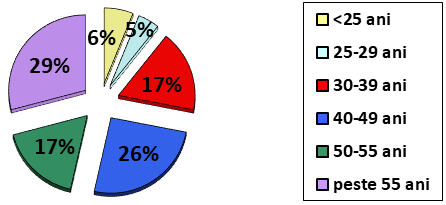 6%
5%
17%
26%
17%
29%
<25 ani
25-29 ani
30-39 ani
40-49 ani
50-55 ani
peste 55 ani